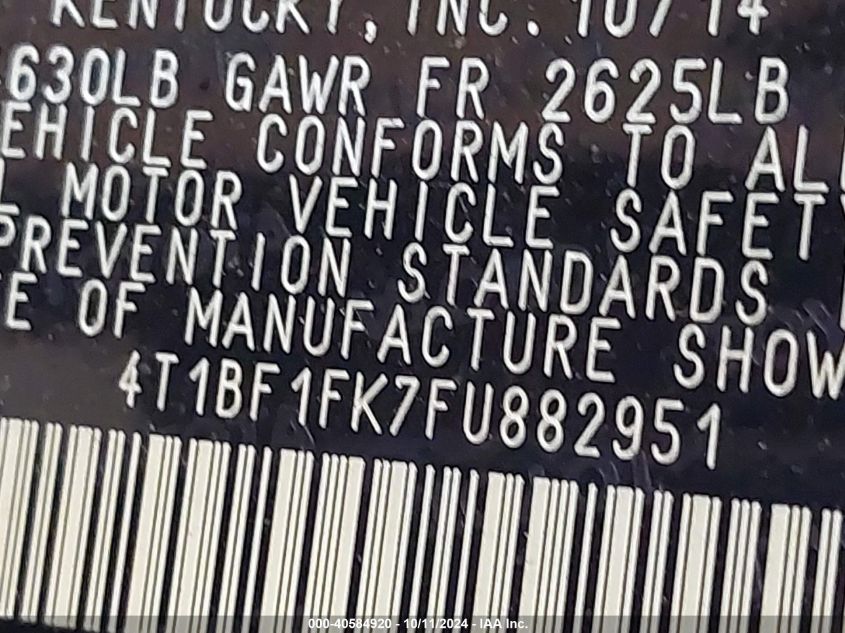 KENTUCKY, INC. 10/14
630LB GAWR FR 2625LB
EHICLE CONFORMS TO AL
L MOTOR VEHICLE SAFETY
PREVENTION STANDARDS
E OF MANUFACTURE SHOW
4T1BF1FK7FU882951
000-40584920 - 10/11/2024 - IAA Inc.